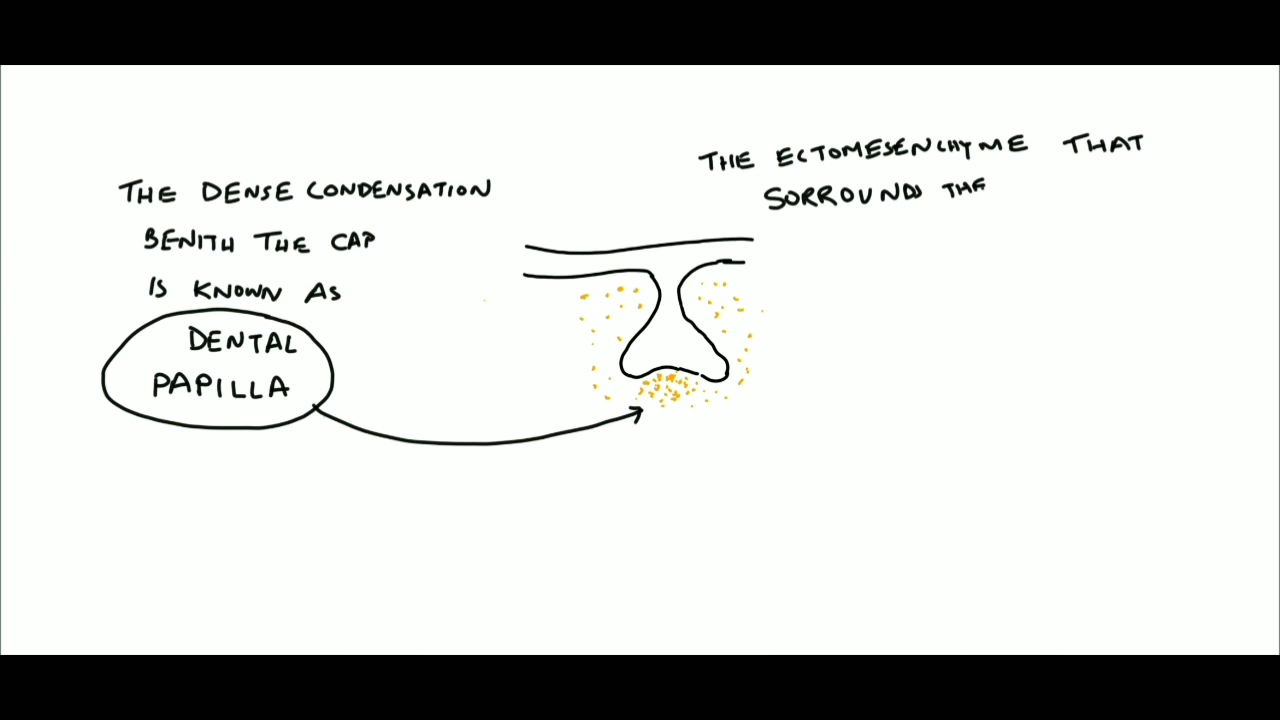 THE DENSE CONDENSATION
BENITH THE CAP
IS KNOWN AS
DENTAL
PAPILLA
THE ECTOMESENCHYME THAT
SORROUNDS THE